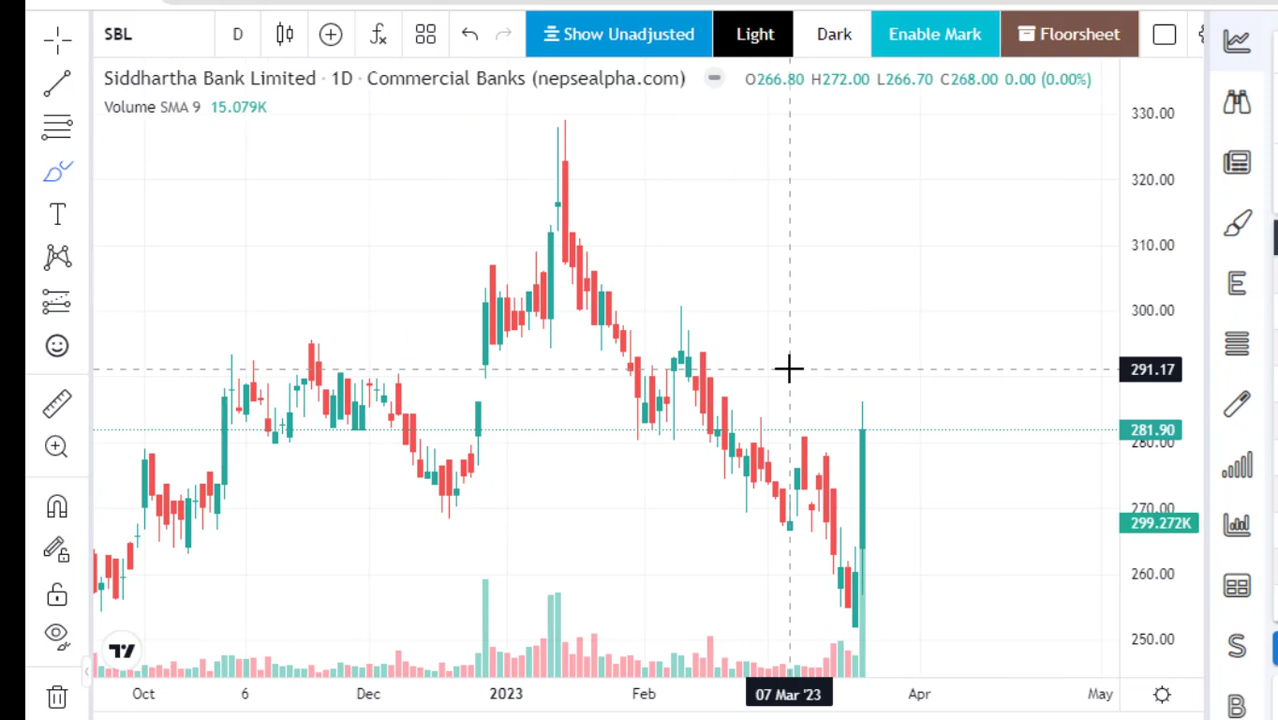 SBL D Show Unadjusted Light Dark Enable Mark Floorsheet
Siddhartha Bank Limited · 1D · Commercial Banks (nepsealpha.com) O266.80 H272.00 L266.70 C268.00 0.00 (0.00%)
Volume SMA 9 15.079K
330.00
320.00
310.00
300.00
291.17
281.90
280.00
270.00
299.272K
260.00
250.00
Oct 6 Dec 2023 Feb 07 Mar '23 Apr May
T
E
S
B